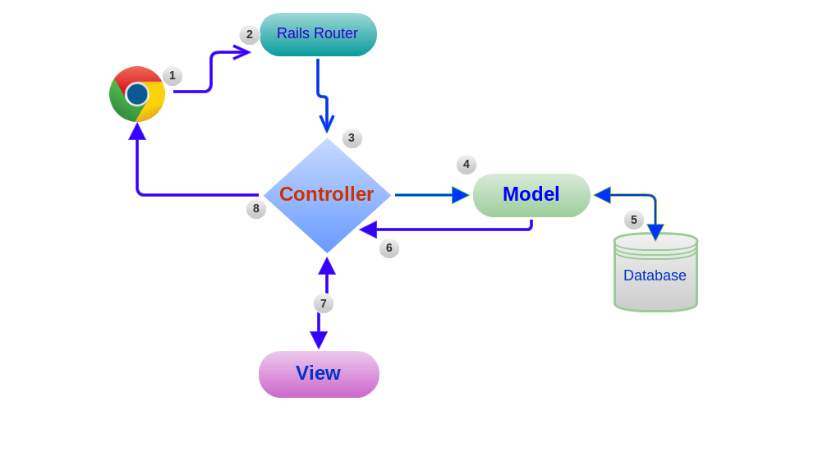 2
Rails Router
1
3
4
Controller
Model
8
5
6
Database
7
View